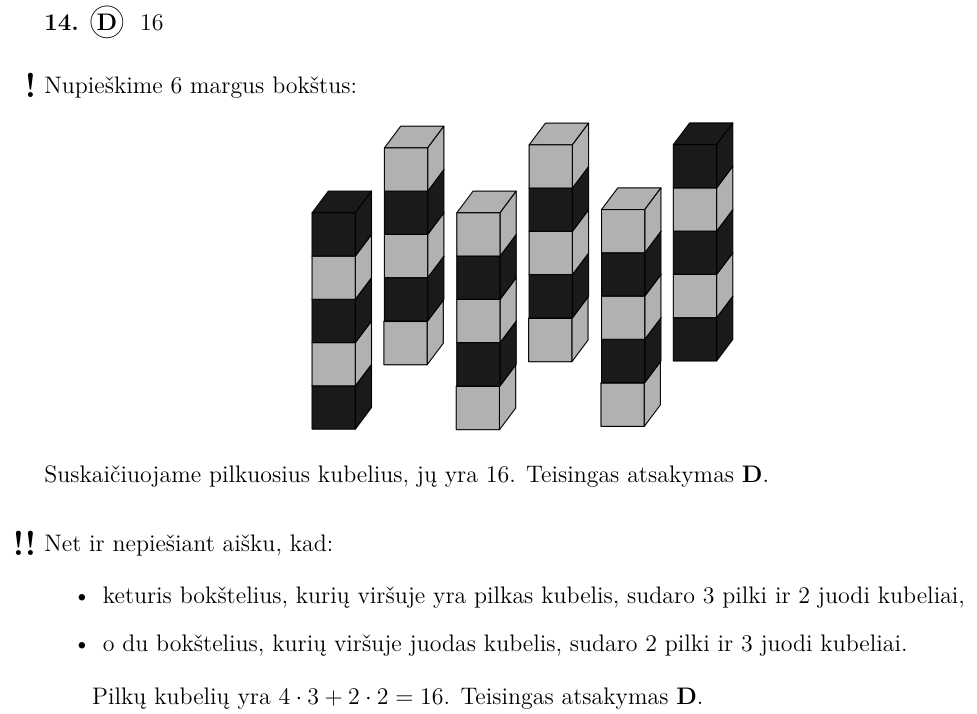 14. D 16
! Nupieškime 6 margus bokštus:
Suskaičiuojame pilkuosius kubelius, jų yra 16. Teisingas atsakymas D.
!! Net ir nepiešiant aišku, kad:
• keturis bokštelius, kurių viršuje yra pilkas kubelis, sudaro 3 pilki ir 2 juodi kubeliai,
• o du bokštelius, kurių viršuje juodas kubelis, sudaro 2 pilki ir 3 juodi kubeliai.
Pilkų kubelių yra 4 · 3 + 2 · 2 = 16. Teisingas atsakymas D.